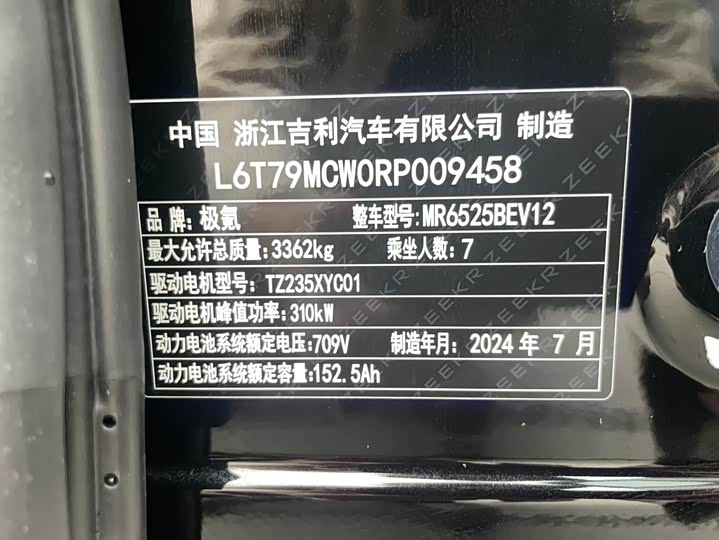 中国 浙江吉利汽车有限公司 制造
L6T79MCW0RP009458
品 牌:极氪 整车型号:MR6525BEV12
最大允许总质量:3362kg 乘坐人数:7
驱动电机型号: TZ235XYC01
驱动电机峰值功率:310kW
动力电池系统额定电压:709V 制造年月: 2024 年 7 月
动力电池系统额定容量:152.5Ah